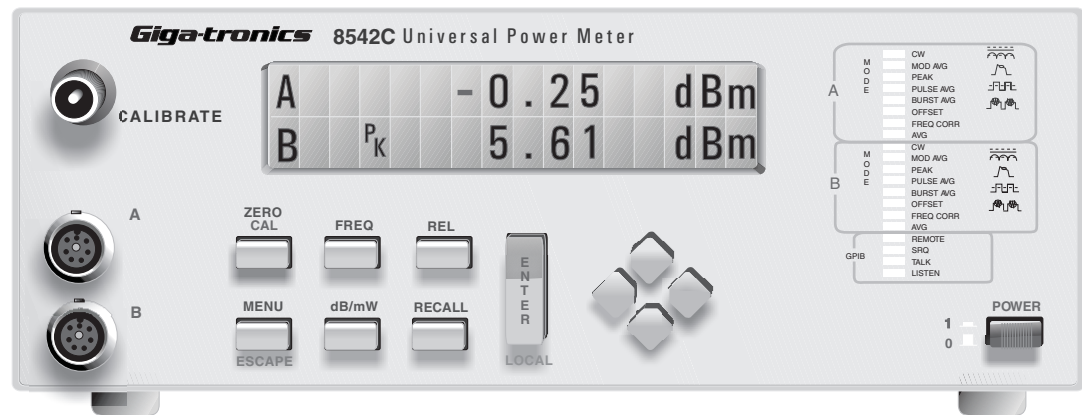 Giga-tronics 8542C Universal Power Meter
CALIBRATE
A -0.25 dBm
B PK 5.61 dBm
A
B
ZERO
CAL
FREQ
REL
MENU
ESCAPE
dB/mW
RECALL
ENTER
LOCAL
A
MODE
CW
MOD AVG
PEAK
PULSE AVG
BURST AVG
OFFSET
FREQ CORR
AVG
B
MODE
CW
MOD AVG
PEAK
PULSE AVG
BURST AVG
OFFSET
FREQ CORR
AVG
GPIB
REMOTE
SRQ
TALK
LISTEN
POWER
1
0